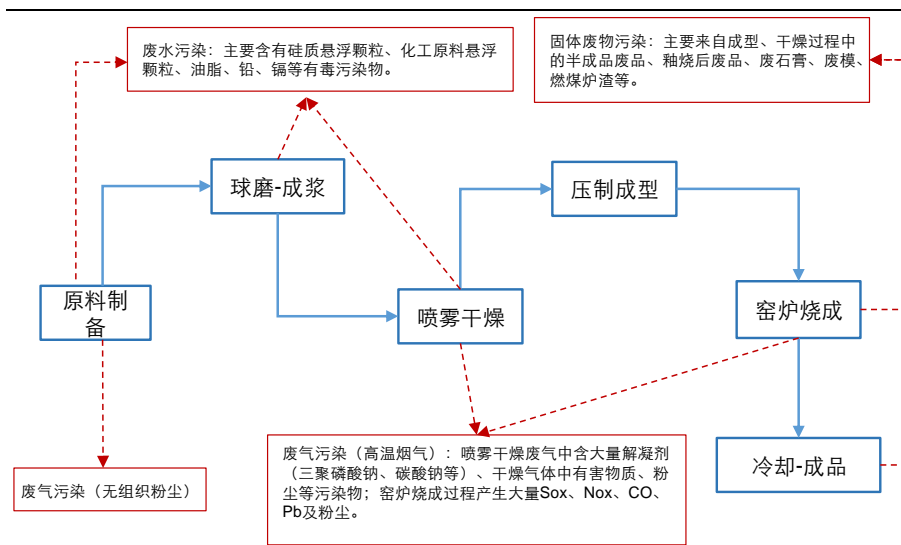 废水污染：主要含有硅质悬浮颗粒、化工原料悬浮
颗粒、油脂、铅、镉等有毒污染物。
固体废物污染：主要来自成型、干燥过程中
的半成品废品、釉烧后废品、废石膏、废模、
燃煤炉渣等。
球磨-成浆
压制成型
原料制
备
喷雾干燥
窑炉烧成
废气污染（无组织粉尘）
废气污染（高温烟气）：喷雾干燥废气中含大量解凝剂
（三聚磷酸钠、碳酸钠等）、干燥气体中有害物质、粉
尘等污染物；窑炉烧成过程产生大量Sox、Nox、CO、
Pb及粉尘。
冷却-成品